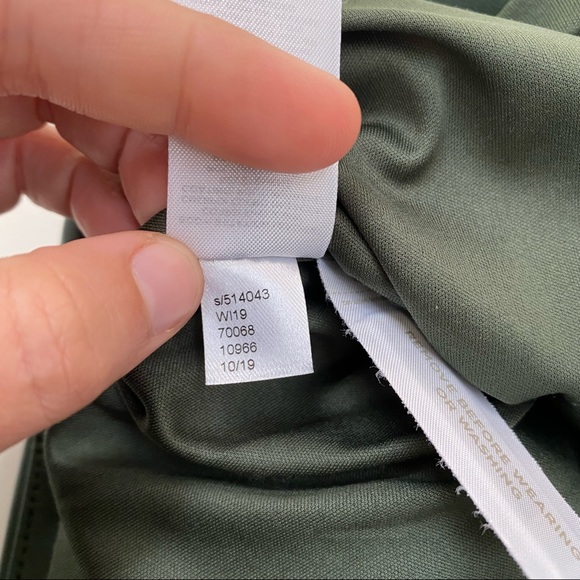 s/514043
WI19
70068
10966
10/19
REMOVE BEFORE WEARING
OR WASHING